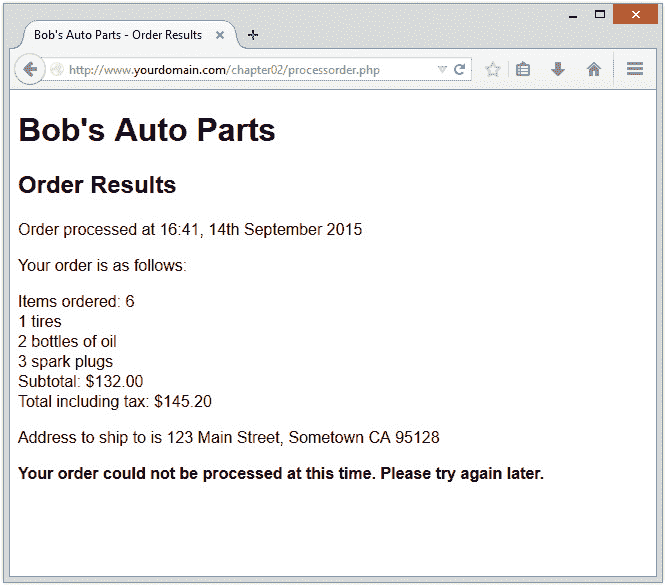 Bob's Auto Parts - Order Results
http://www.yourdomain.com/chapter02/processorder.php
Bob's Auto Parts
Order Results
Order processed at 16:41, 14th September 2015
Your order is as follows:
Items ordered: 6
1 tires
2 bottles of oil
3 spark plugs
Subtotal: $132.00
Total including tax: $145.20
Address to ship to is 123 Main Street, Sometown CA 95128
Your order could not be processed at this time. Please try again later.